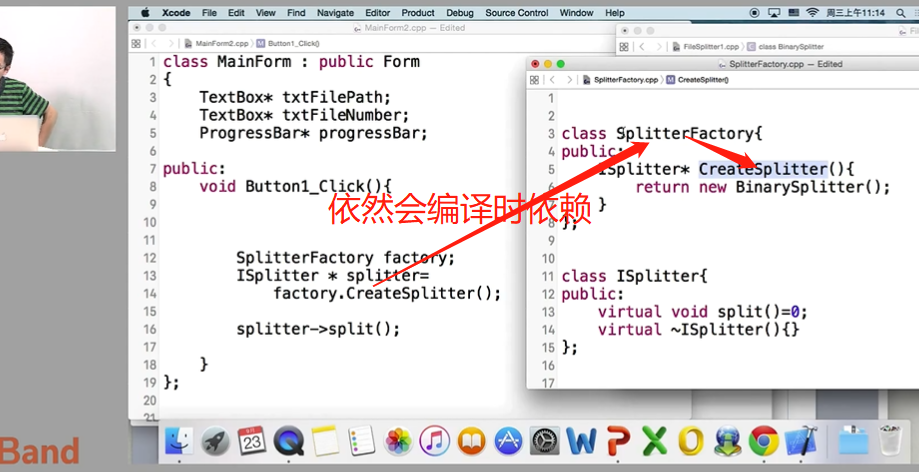 Xcode File Edit View Find Navigate Editor Product Debug Source Control Window Help 周三上午11:14
MainForm2.cpp — Edited
MainForm2.cpp Button1_Click()
1 class MainForm : public Form
2 {
3 TextBox* txtFilePath;
4 TextBox* txtFileNumber;
5 ProgressBar* progressBar;
6
7 public:
8 void Button1_Click(){
9
10
11
12 SplitterFactory factory;
13 ISplitter * splitter=
14 factory.CreateSplitter();
15
16 splitter->split();
17
18 }
19 };
20
21
FileSplitter1.cpp class BinarySplitter
SplitterFactory.cpp — Edited
SplitterFactory.cpp CreateSplitter()
1
2
3 class SplitterFactory{
4 public:
5 ISplitter* CreateSplitter(){
6 return new BinarySplitter();
7 }
8 };
9
10
11 class ISplitter{
12 public:
13 virtual void split()=0;
14 virtual ~ISplitter(){}
15 };
16
17
依然会编译时依赖
23
Band